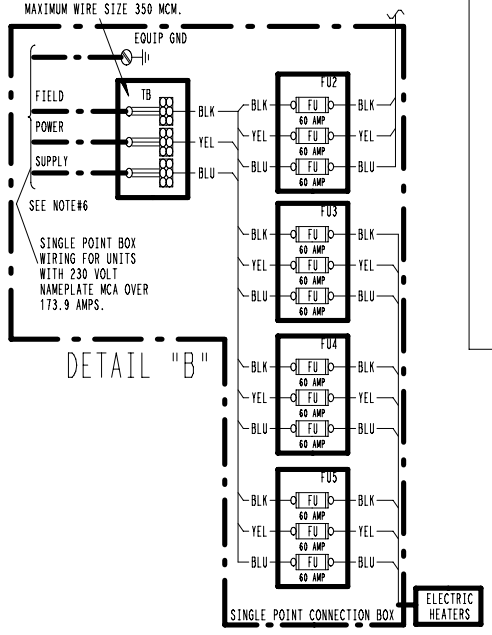 MAXIMUM WIRE SIZE 350 MCM.
EQUIP GND
FIELD
POWER
SUPPLY
TB
BLK
YEL
BLU
SEE NOTE#6
SINGLE POINT BOX
WIRING FOR UNITS
WITH 230 VOLT
NAMEPLATE MCA OVER
173.9 AMPS.
DETAIL "B"
FU2
BLK FU BLK
60 AMP
YEL FU YEL
60 AMP
BLU FU BLU
60 AMP
FU3
BLK FU BLK
60 AMP
YEL FU YEL
60 AMP
BLU FU BLU
60 AMP
FU4
BLK FU BLK
60 AMP
YEL FU YEL
60 AMP
BLU FU BLU
60 AMP
FU5
BLK FU BLK
60 AMP
YEL FU YEL
60 AMP
BLU FU BLU
60 AMP
SINGLE POINT CONNECTION BOX
ELECTRIC
HEATERS